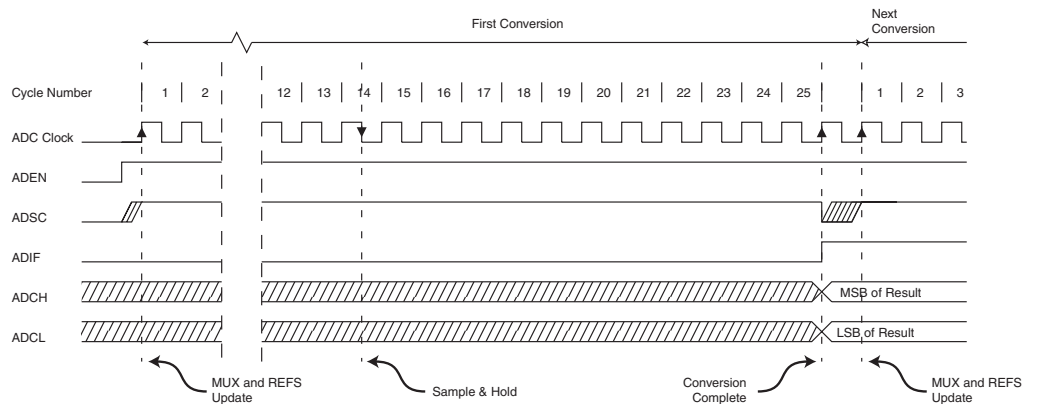 First Conversion
Next
Conversion
Cycle Number 1 2 12 13 14 15 16 17 18 19 20 21 22 23 24 25 1 2 3
ADC Clock
ADEN
ADSC
ADIF
ADCH MSB of Result
ADCL LSB of Result
MUX and REFS
Update
Sample & Hold
Conversion
Complete
MUX and REFS
Update